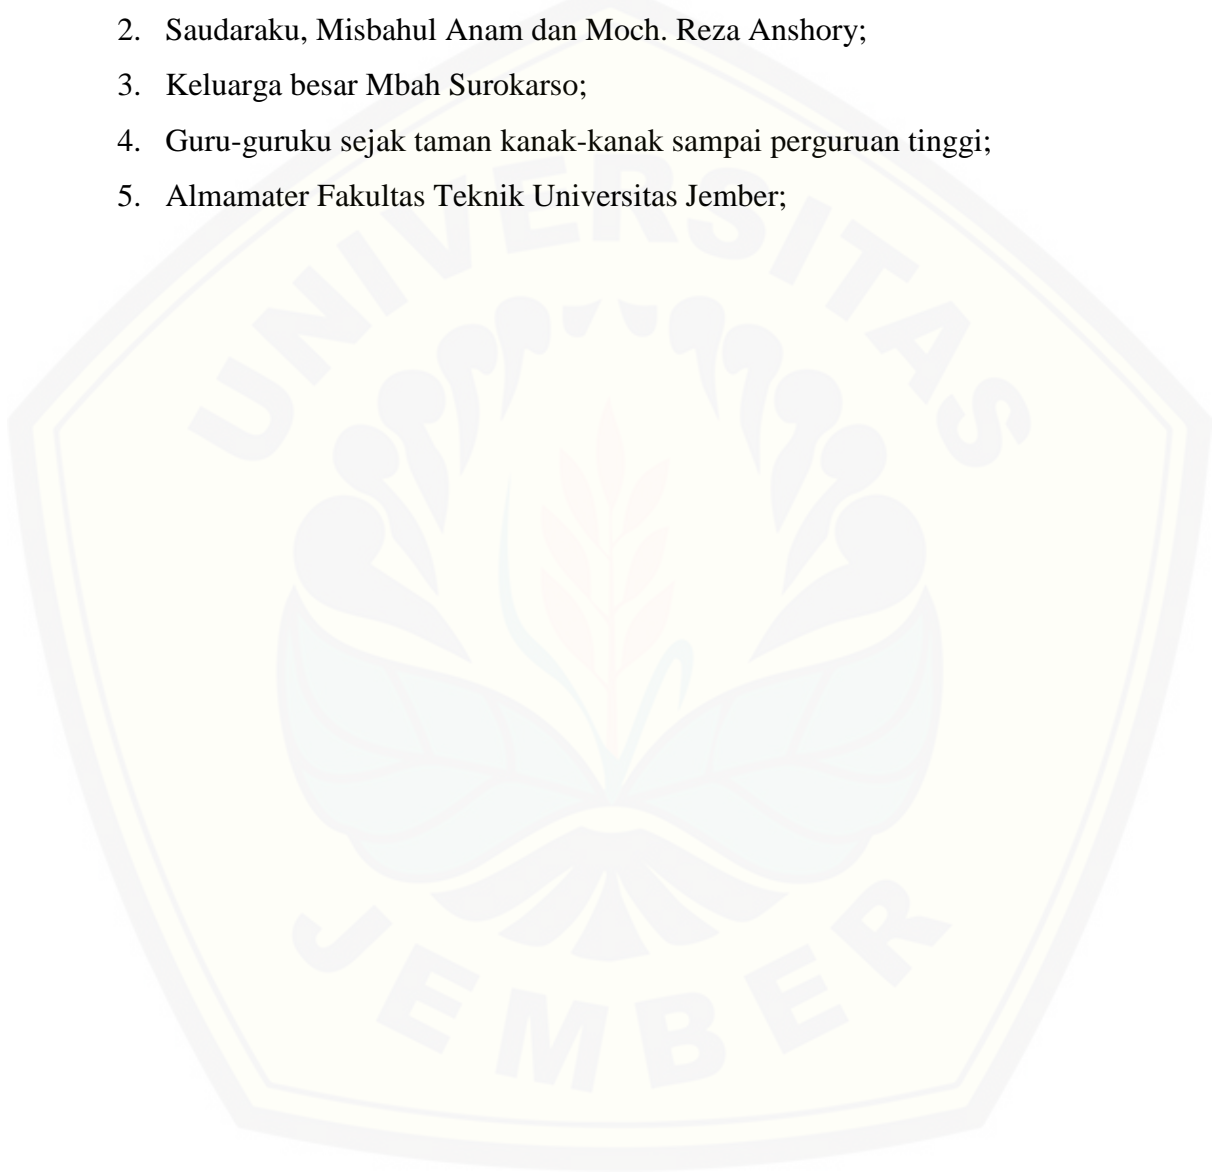 2. Saudaraku, Misbahul Anam dan Moch. Reza Anshory;
3. Keluarga besar Mbah Surokarso;
4. Guru-guruku sejak taman kanak-kanak sampai perguruan tinggi;
5. Almamater Fakultas Teknik Universitas Jember;
UNIVERSITAS
JEMBER